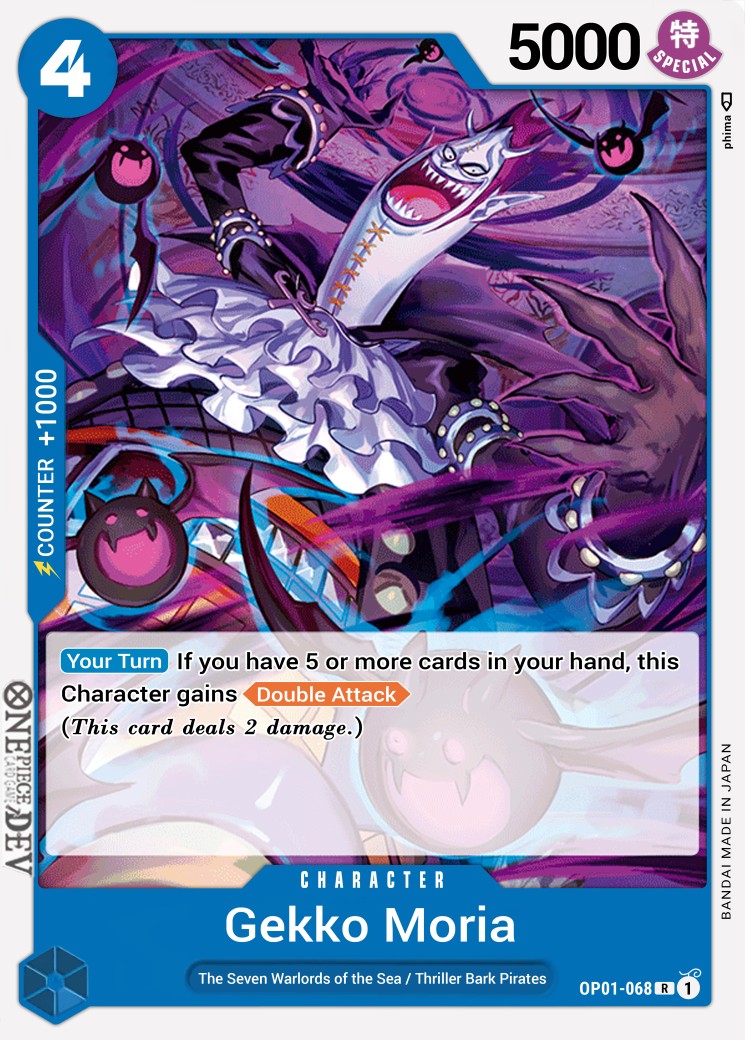 4
5000
特
SPECIAL
phima
COUNTER +1000
Your Turn If you have 5 or more cards in your hand, this
Character gains Double Attack
(This card deals 2 damage.)
ONE PIECE
CARD GAME
DEV
BANDAI MADE IN JAPAN
CHARACTER
Gekko Moria
The Seven Warlords of the Sea / Thriller Bark Pirates
OP01-068 R 1